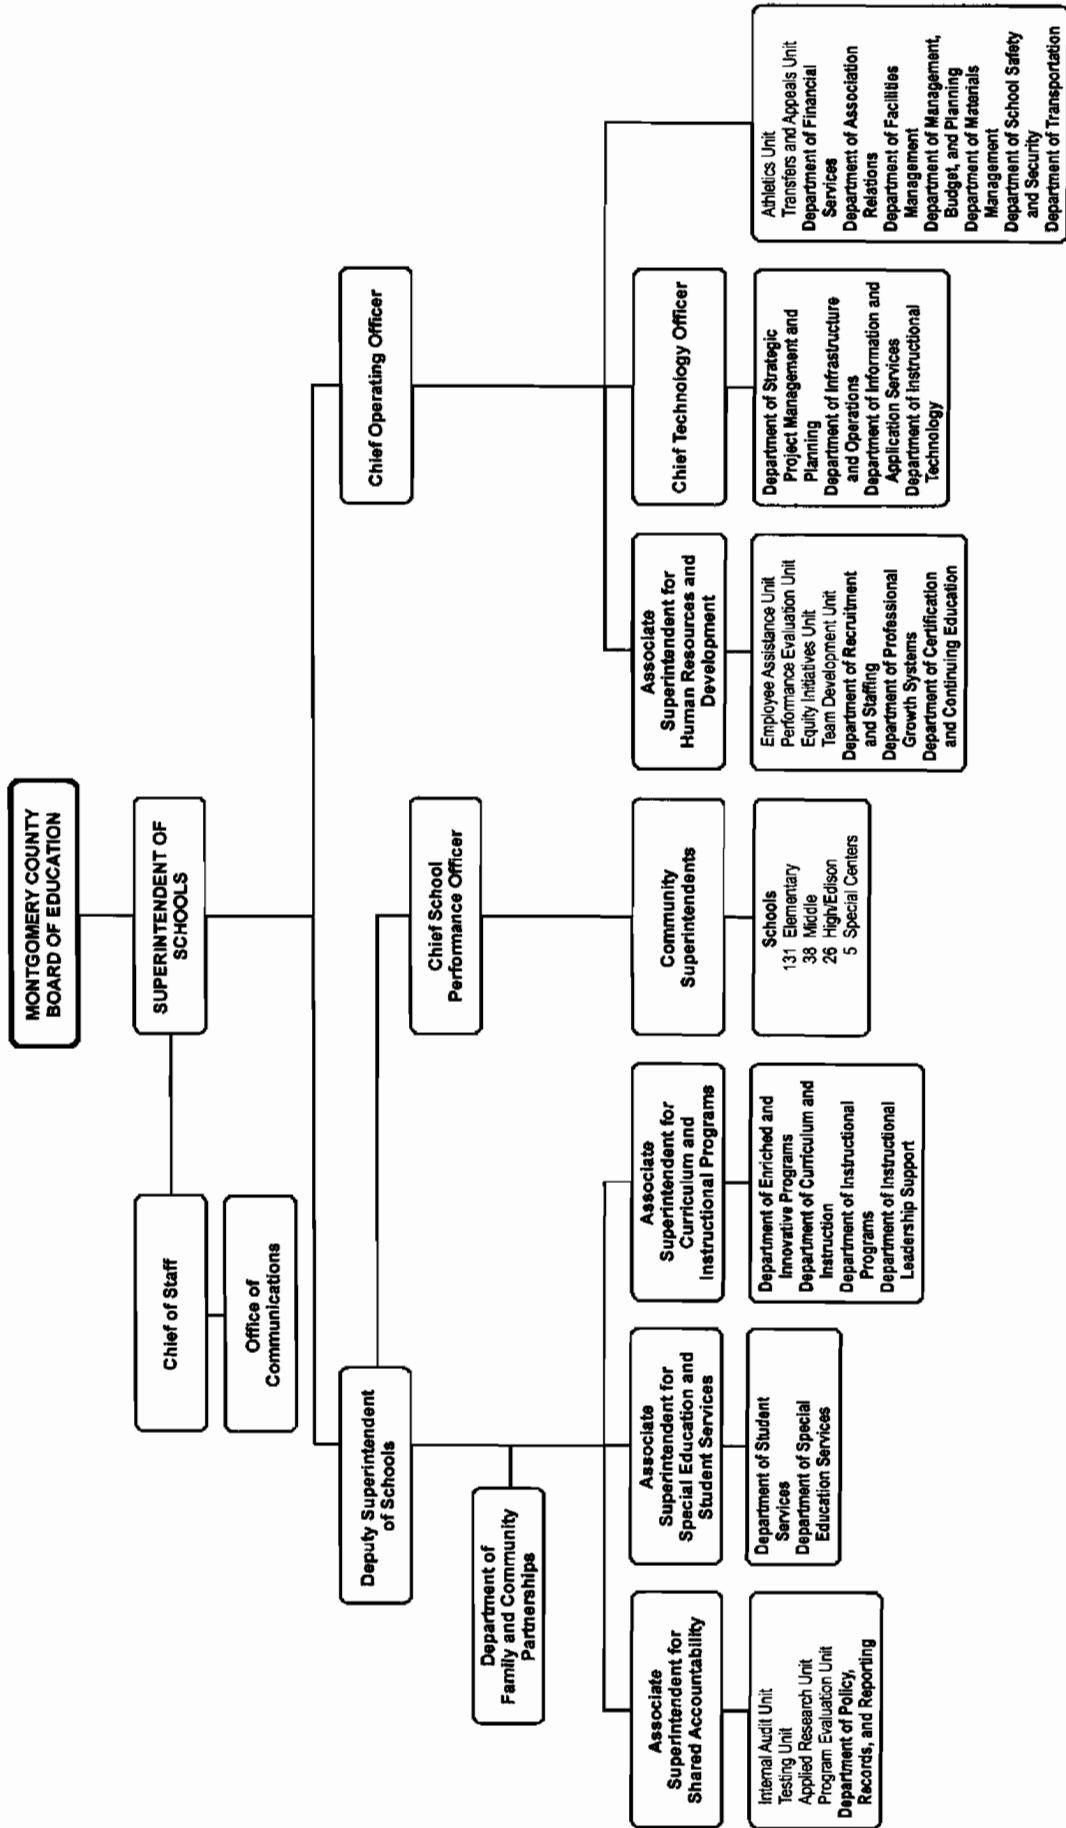 MONTGOMERY COUNTY
BOARD OF EDUCATION
SUPERINTENDENT OF
SCHOOLS
Chief of Staff
Office of
Communications
Deputy Superintendent
of Schools
Chief Operating Officer
Chief School
Performance Officer
Department of
Family and Community
Partnerships
Associate
Superintendent for
Shared Accountability
Internal Audit Unit
Testing Unit
Applied Research Unit
Program Evaluation Unit
Department of Policy,
Records, and Reporting
Associate
Superintendent for
Special Education and
Student Services
Department of Student
Services
Department of Special
Education Services
Associate
Superintendent for
Curriculum and
Instructional Programs
Department of Enriched and
Innovative Programs
Department of Curriculum and
Instruction
Department of Instructional
Programs
Department of Instructional
Leadership Support
Community
Superintendents
Schools
131 Elementary
38 Middle
26 High/Edison
5 Special Centers
Associate
Superintendent for
Human Resources and
Development
Employee Assistance Unit
Performance Evaluation Unit
Equity Initiatives Unit
Team Development Unit
Department of Recruitment
and Staffing
Department of Professional
Growth Systems
Department of Certification
and Continuing Education
Chief Technology Officer
Department of Strategic
Project Management and
Planning
Department of Infrastructure
and Operations
Department of Information and
Application Services
Department of Instructional
Technology
Athletics Unit
Transfers and Appeals Unit
Department of Financial
Services
Department of Association
Relations
Department of Facilities
Management
Department of Management,
Budget, and Planning
Department of Materials
Management
Department of School Safety
and Security
Department of Transportation